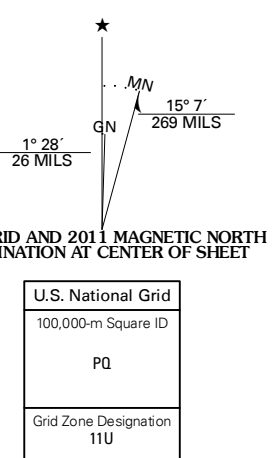 ★
MN
GN
15° 7´
269 MILS
1° 28´
26 MILS
RID AND 2011 MAGNETIC NORTH
INATION AT CENTER OF SHEET
U.S. National Grid
100,000-m Square ID
PQ
Grid Zone Designation
11U